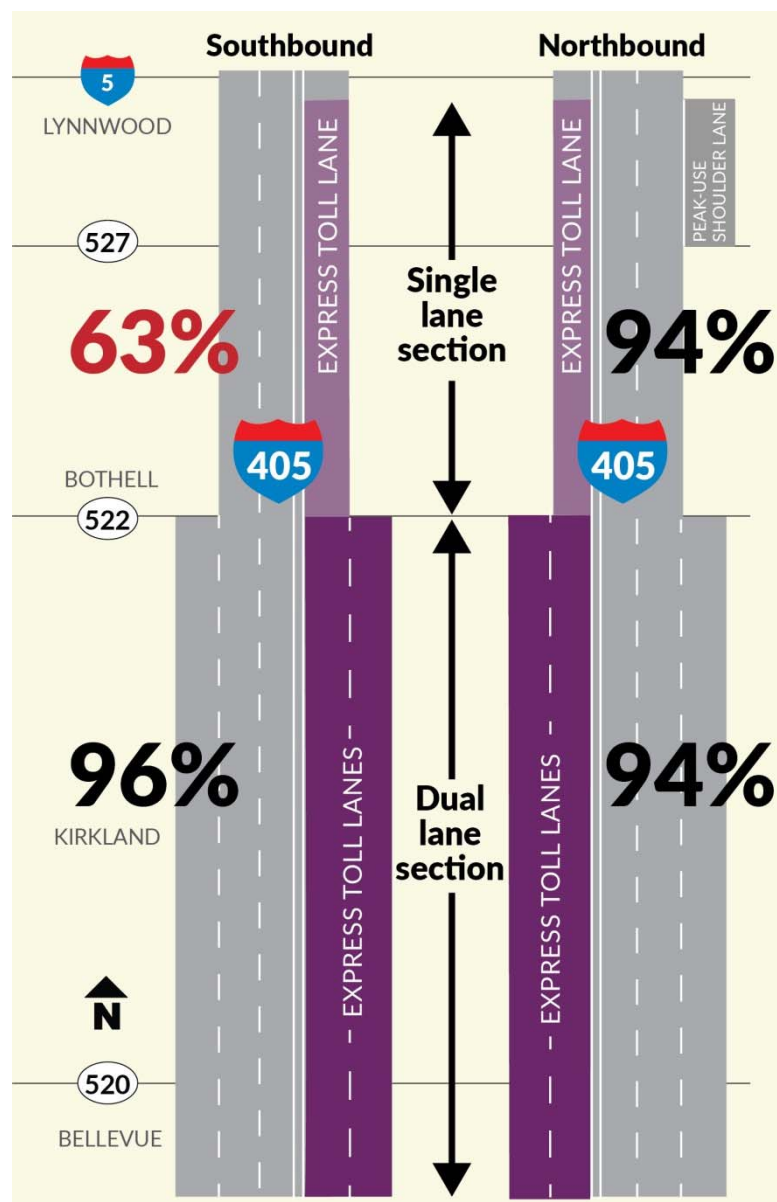 Southbound
Northbound
5
LYNNWOOD
EXPRESS TOLL LANE
EXPRESS TOLL LANE
PEAK-USE
SHOULDER LANE
527
Single
lane
section
63%
94%
405
405
BOTHELL
522
96%
94%
EXPRESS TOLL LANES
EXPRESS TOLL LANES
Dual
lane
section
KIRKLAND
N
520
BELLEVUE